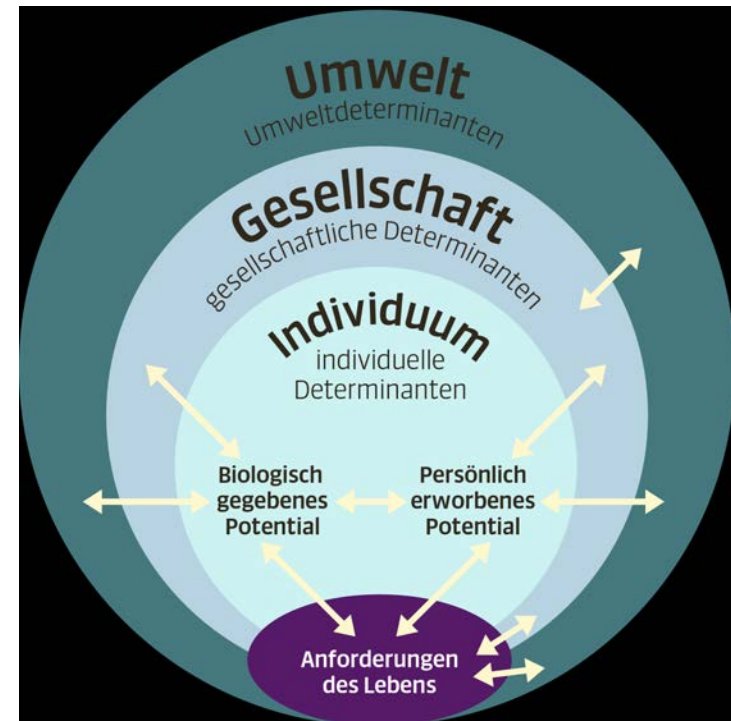 Umwelt
Umweltdeterminanten
Gesellschaft
gesellschaftliche Determinanten
Individuum
individuelle
Determinanten
Biologisch
gegebenes
Potential
Persönlich
erworbenes
Potential
Anforderungen
des Lebens